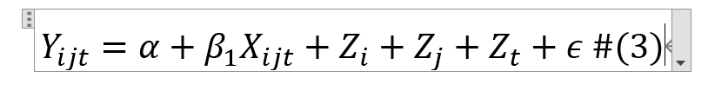 Y_{ijt} = α + β_1X_{ijt} + Z_i + Z_j + Z_t + ϵ #(3)